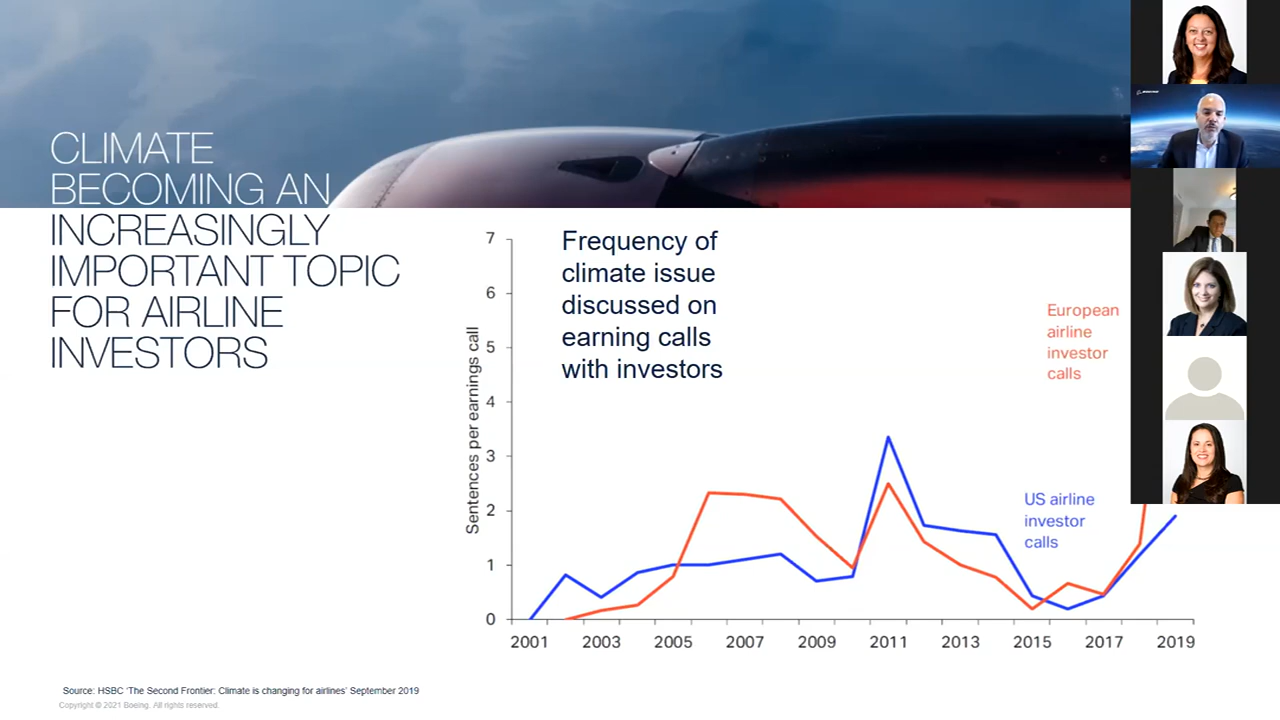 CLIMATE
BECOMING AN
INCREASINGLY
IMPORTANT TOPIC
FOR AIRLINE
INVESTORS
Frequency of
climate issue
discussed on
earning calls
with investors
Sentences per earnings call
7
6
5
4
3
2
1
0
European
airline
investor
calls
US airline
investor
calls
2001 2003 2005 2007 2009 2011 2013 2015 2017 2019
Source: HSBC 'The Second Frontier: Climate is changing for airlines' September 2019
Copyright © 2021 Boeing. All rights reserved.